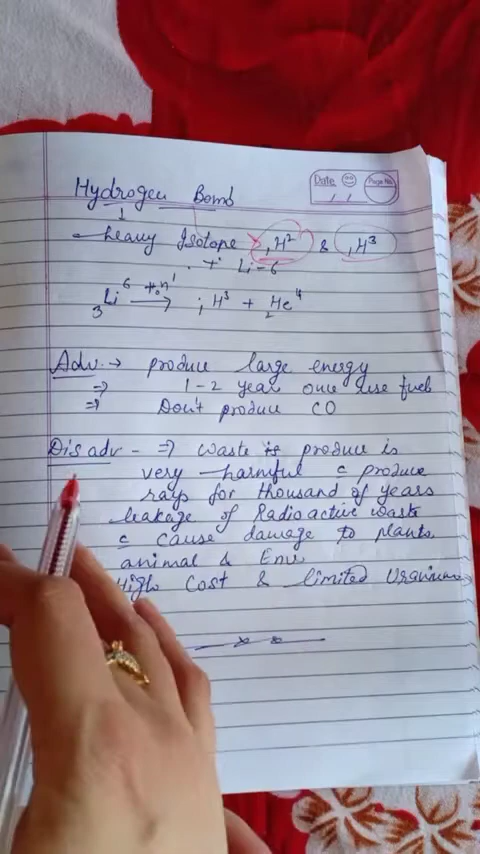 Date
Page No.
Hydrogen Bomb
↓
heavy Isotope ₁H² & ₁H³
+ Li-6
₃Li⁶ +₀n¹ → ₁H³ + ₂He⁴
Adv. → produce large energy
⇒ 1-2 year once use fuel
⇒ Don't produce CO
Dis adv - ⇒ Waste is produce is
very harmful c produce
rays for thousand of years
leakage of Radioactive waste
c cause damage to plants,
animal & Env
High Cost & limited Uranium